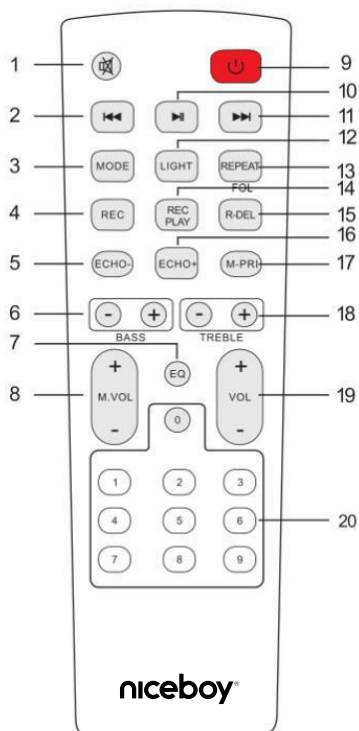 1 9
10
2 11
12
3 MODE LIGHT REPEAT 13
FOL 14
4 REC REC PLAY R-DEL 15
16
5 ECHO- ECHO+ M-PRI 17
6 - + - + 18
BASS TREBLE
7
EQ
+ +
8 M.VOL VOL 19
- -
0
1 2 3
4 5 6 20
7 8 9
niceboy®